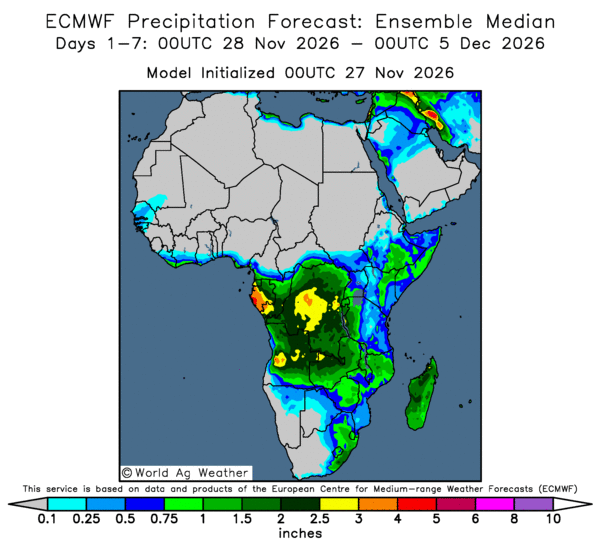 ECMWF Precipitation Forecast: Ensemble Median
Days 1-7: 00UTC 28 Nov 2026 – 00UTC 5 Dec 2026
Model Initialized 00UTC 27 Nov 2026
© World Ag Weather
This service is based on data and products of the European Centre for Medium-range Weather Forecasts (ECMWF)
0.1 0.25 0.5 0.75 1 1.5 2 2.5 3 4 5 6 8 10
inches